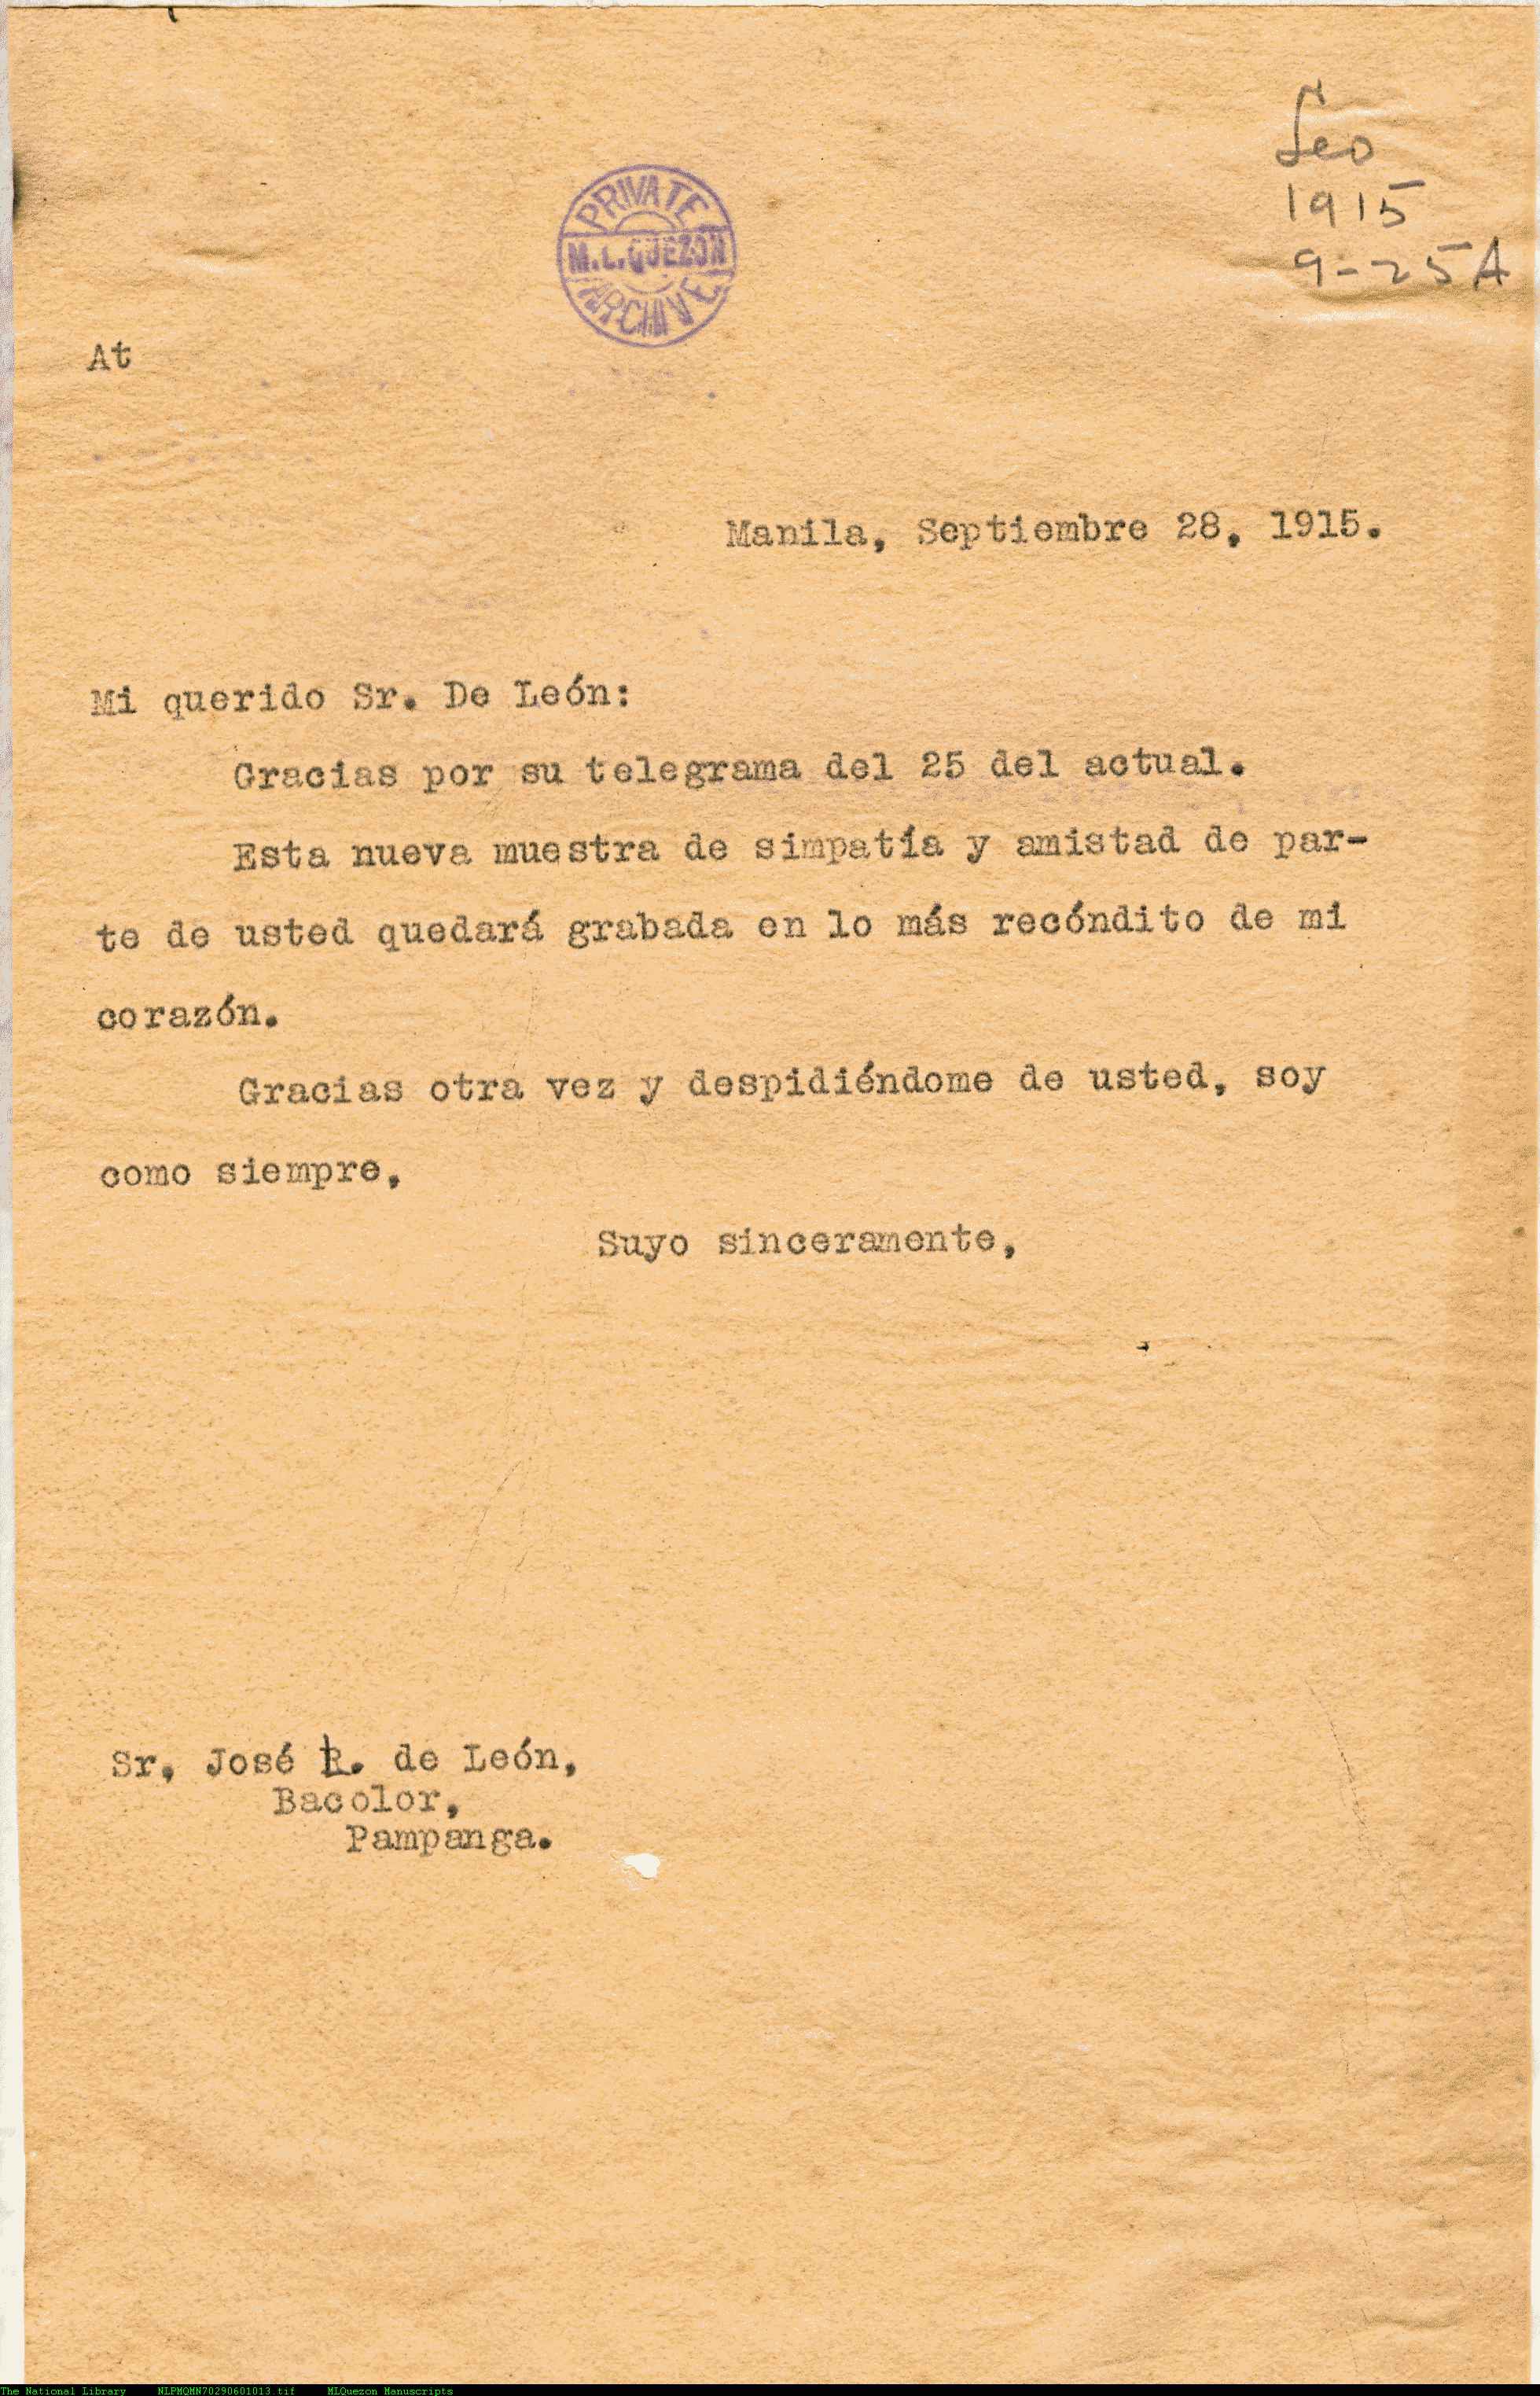 Leo
1915
9-25A
PRIVATE
M.L.QUEZON
ARCHIVE
At
Manila, Septiembre 28, 1915.
Mi querido Sr. De León:
Gracias por su telegrama del 25 del actual.
Esta nueva muestra de simpatía y amistad de par-
te de usted quedará grabada en lo más recóndito de mi
corazón.
Gracias otra vez y despidiéndome de usted, soy
como siempre,
Suyo sinceramente,
Sr, José L. de León,
Bacolor,
Pampanga.
The National Library NLPMQMN70290601013.tif MLQuezon Manuscripts